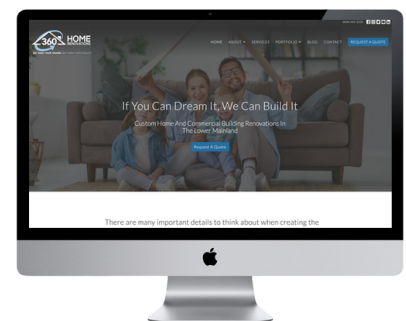 360° HOME
RENOVATIONS
HOME ABOUT SERVICES PORTFOLIO BLOG CONTACT REQUEST A QUOTE
If You Can Dream It, We Can Build It
Custom Home And Commercial Building Renovations In
The Lower Mainland
Request A Quote
There are many important details to think about when creating the